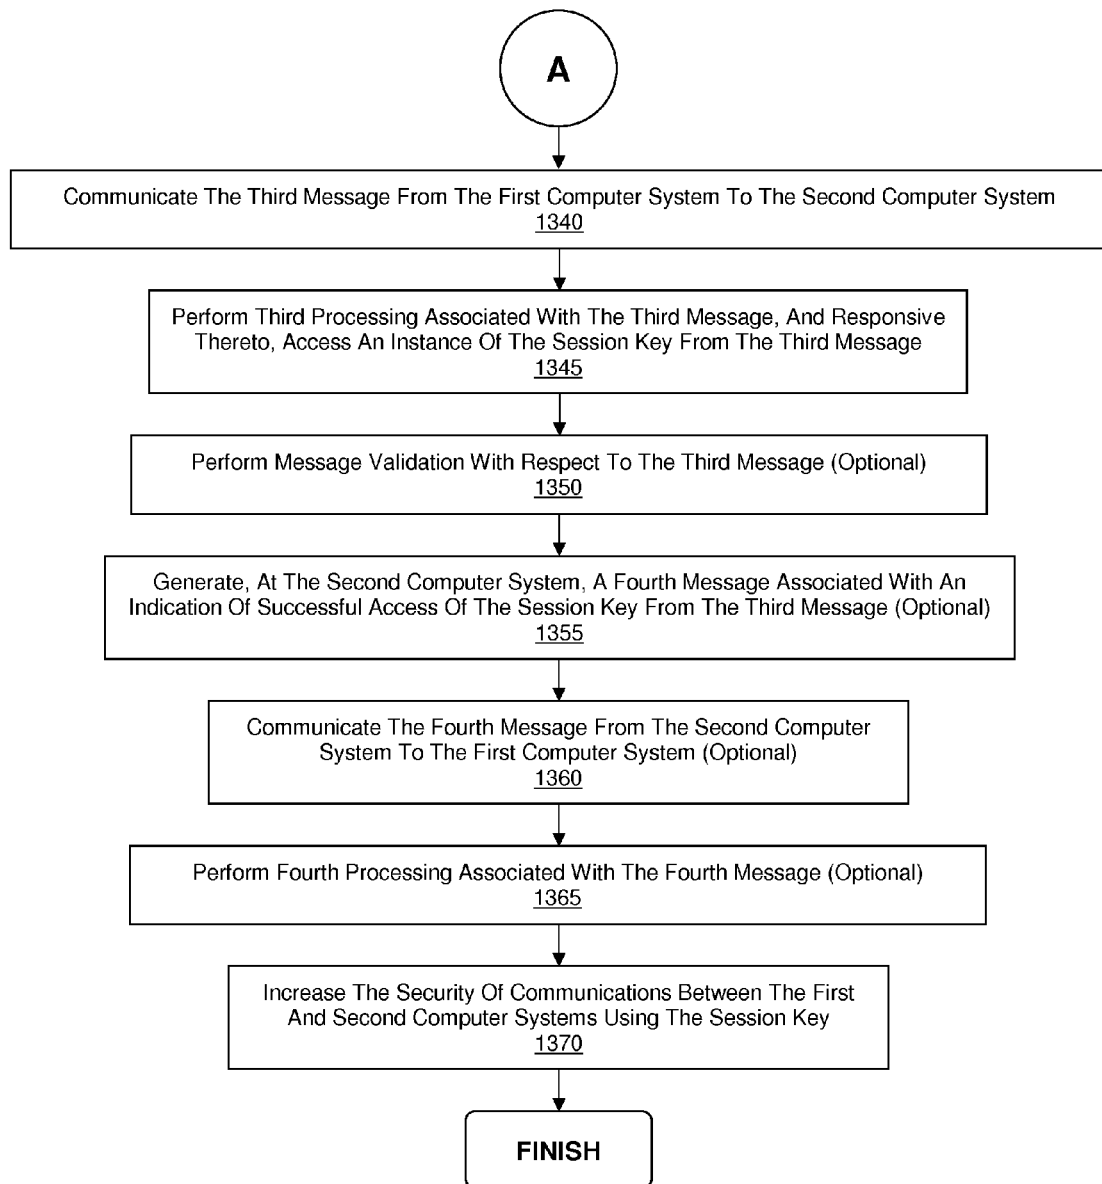 A
Communicate The Third Message From The First Computer System To The Second Computer System
1340
Perform Third Processing Associated With The Third Message, And Responsive
Thereto, Access An Instance Of The Session Key From The Third Message
1345
Perform Message Validation With Respect To The Third Message (Optional)
1350
Generate, At The Second Computer System, A Fourth Message Associated With An
Indication Of Successful Access Of The Session Key From The Third Message (Optional)
1355
Communicate The Fourth Message From The Second Computer
System To The First Computer System (Optional)
1360
Perform Fourth Processing Associated With The Fourth Message (Optional)
1365
Increase The Security Of Communications Between The First
And Second Computer Systems Using The Session Key
1370
FINISH